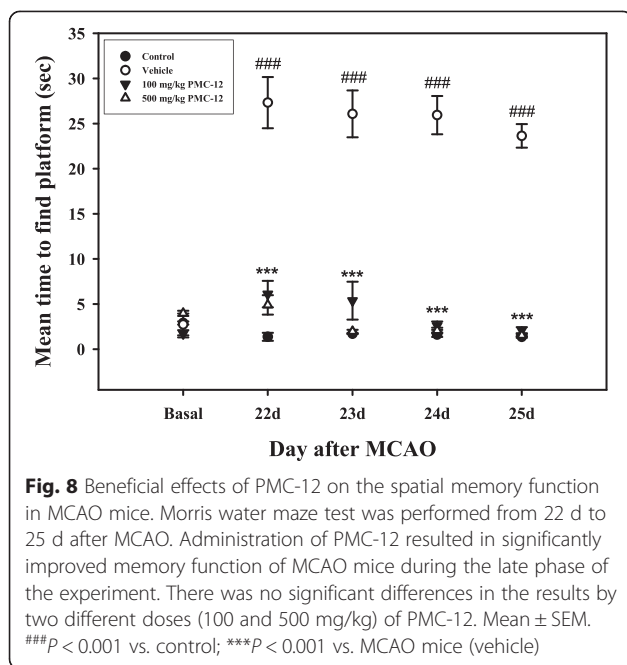 Control
Vehicle
100 mg/kg PMC-12
500 mg/kg PMC-12
Mean time to find platform (sec)
35
30
25
20
15
10
5
0
###
###
###
###
***
***
***
***
Basal
22d
23d
24d
25d
Day after MCAO
Fig. 8 Beneficial effects of PMC-12 on the spatial memory function
in MCAO mice. Morris water maze test was performed from 22 d to
25 d after MCAO. Administration of PMC-12 resulted in significantly
improved memory function of MCAO mice during the late phase of
the experiment. There was no significant differences in the results by
two different doses (100 and 500 mg/kg) of PMC-12. Mean ± SEM.
###P < 0.001 vs. control; ***P < 0.001 vs. MCAO mice (vehicle)